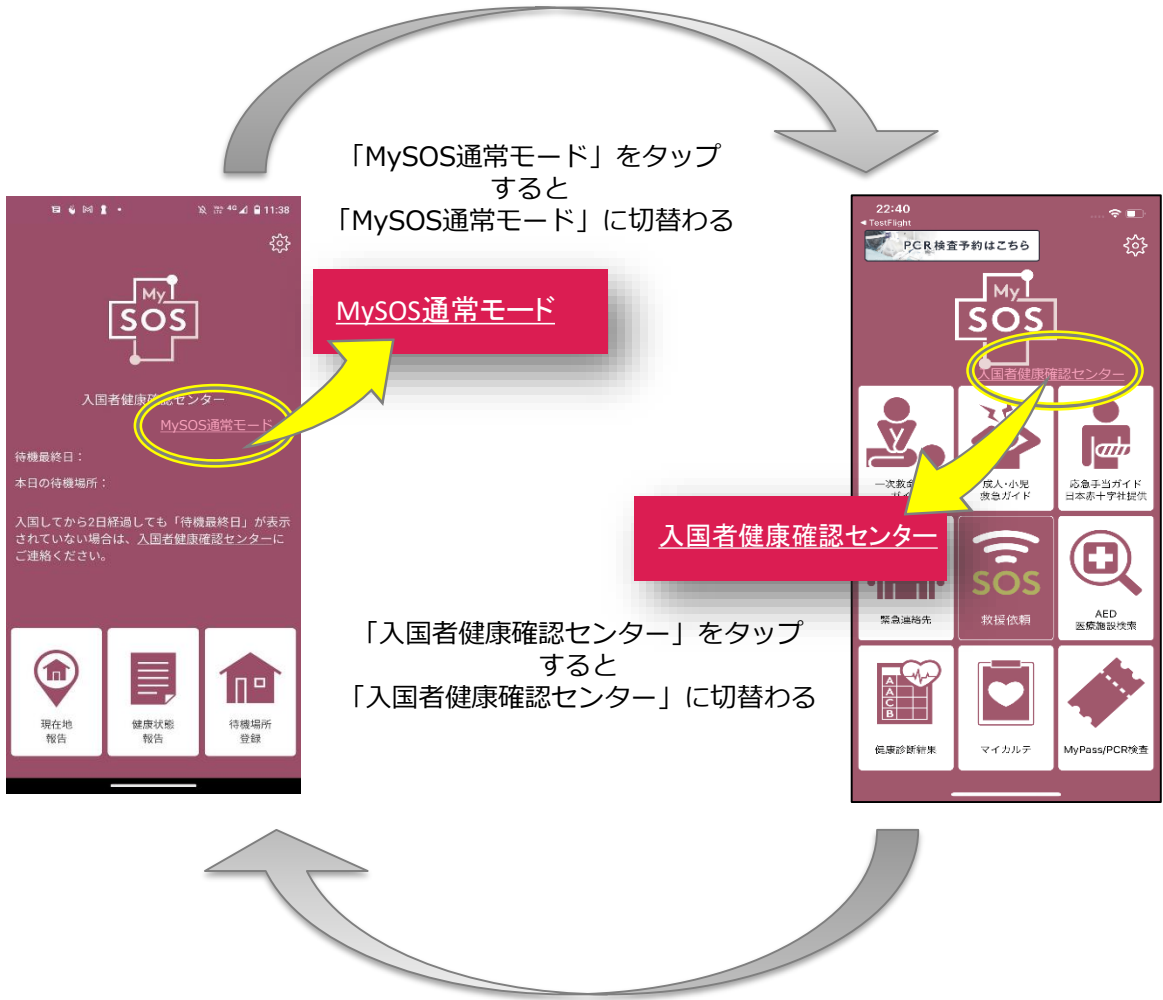 「MySOS通常モード」をタップ
すると
「MySOS通常モード」に切替わる
4G 11:38
My
SOS
入国者健康確認センター
MySOS通常モード
待機最終日：
本日の待機場所：
入国してから2日経過しても「待機最終日」が表示
されていない場合は、入国者健康確認センターに
ご連絡ください。
現在地
報告
健康状態
報告
待機場所
登録
MySOS通常モード
22:40
◀ TestFlight
PCR検査予約はこちら
My
SOS
入国者健康確認センター
一次救命
成人・小児
救急ガイド
応急手当ガイド
日本赤十字社提供
入国者健康確認センター
緊急連絡先
SOS
救援依頼
AED
医療施設検索
A
A
C
B
健康診断結果
マイカルテ
MyPass/PCR検査
「入国者健康確認センター」をタップ
すると
「入国者健康確認センター」に切替わる